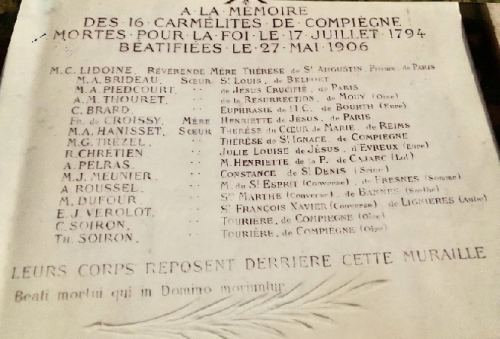 A LA MÉMOIRE
DES 16 CARMÉLITES DE COMPIÈGNE
MORTES POUR LA FOI LE 17 JUILLET 1794
BÉATIFIÉES LE 27 MAI 1906
M.C. LIDOINE, RÉVÉRENDE MÈRE THÉRÈSE de St AUGUSTIN, Prieure, de PARIS
M.A. BRIDEAU, SŒUR St LOUIS, de BELFORT
M.A. PIEDCOURT, " de JÉSUS CRUCIFIÉ, de PARIS
A.M. THOURET, " de la RESURRECTION, de MOUY (Oise)
C. BRARD, " EUPHRASIE de l'I.C. de BOURTH (Eure)
Fr. de CROISSY, MÈRE HENRIETTE de JÉSUS, de PARIS
M.A. HANISSET, SŒUR THÉRÈSE du CŒUR de MARIE, de REIMS
M.G. TREZEL, " THÉRÈSE de St IGNACE de COMPIÈGNE
R. CHRÉTIEN, " JULIE LOUISE de JÉSUS, d'EVREUX (Eure)
A. PELRAS, " M. HENRIETTE de la P. de CAJARC (Lot)
M.J. MEUNIER, " CONSTANCE de St DENIS (Seine)
A. ROUSSEL, " M. du St ESPRIT (Converse), de FRESNES (Somme)
M. DUFOUR, " Ste MARTHE (Converse), de (Sarthe)
E.J. VEROLOT, " St FRANÇOIS XAVIER (Converse), de LIGNIÈRES (Aube)
C. SOIRON, " TOURIÈRE, de COMPIÈGNE (Oise)
Th. SOIRON, " TOURIÈRE, de COMPIÈGNE (Oise)
LEURS CORPS REPOSENT DERRIÈRE CETTE MURAILLE
Beati mortui qui in Domino moriuntur